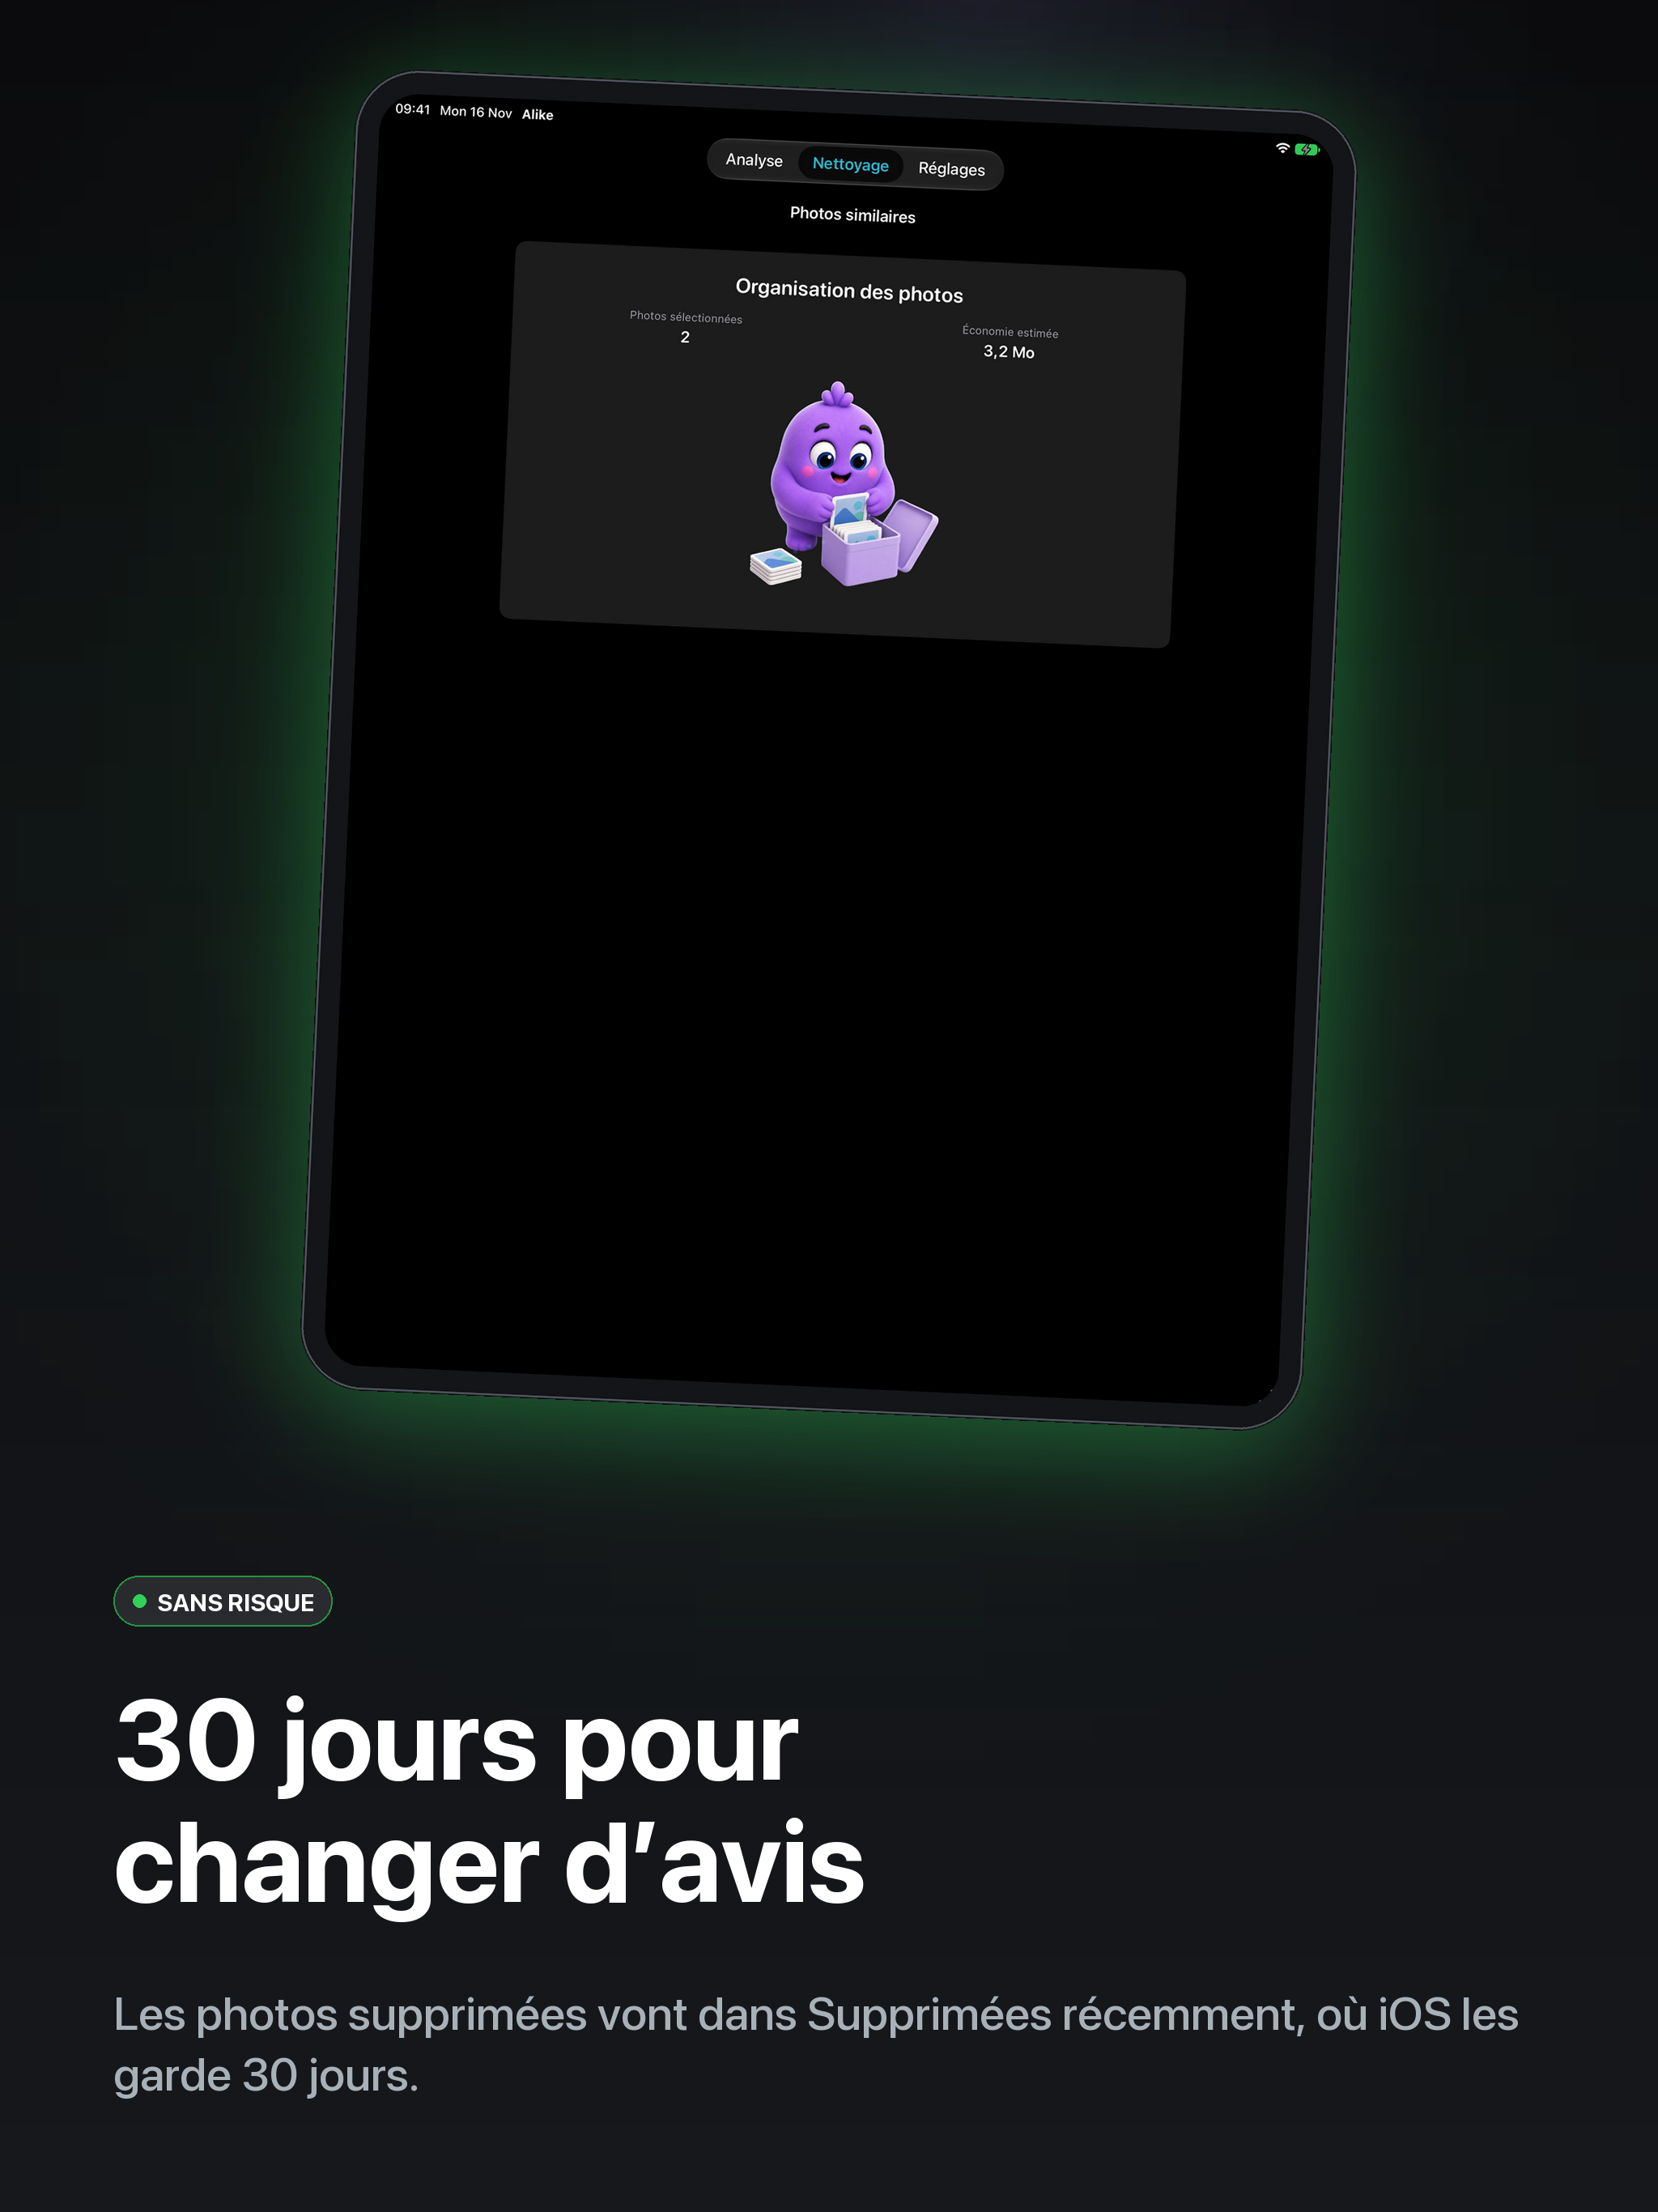 09:41 Mon 16 Nov Alike
Analyse Nettoyage Réglages
Photos similaires
Organisation des photos
Photos sélectionnées
2
Économie estimée
3,2 Mo
SANS RISQUE
30 jours pour
changer d’avis
Les photos supprimées vont dans Supprimées récemment, où iOS les
garde 30 jours.